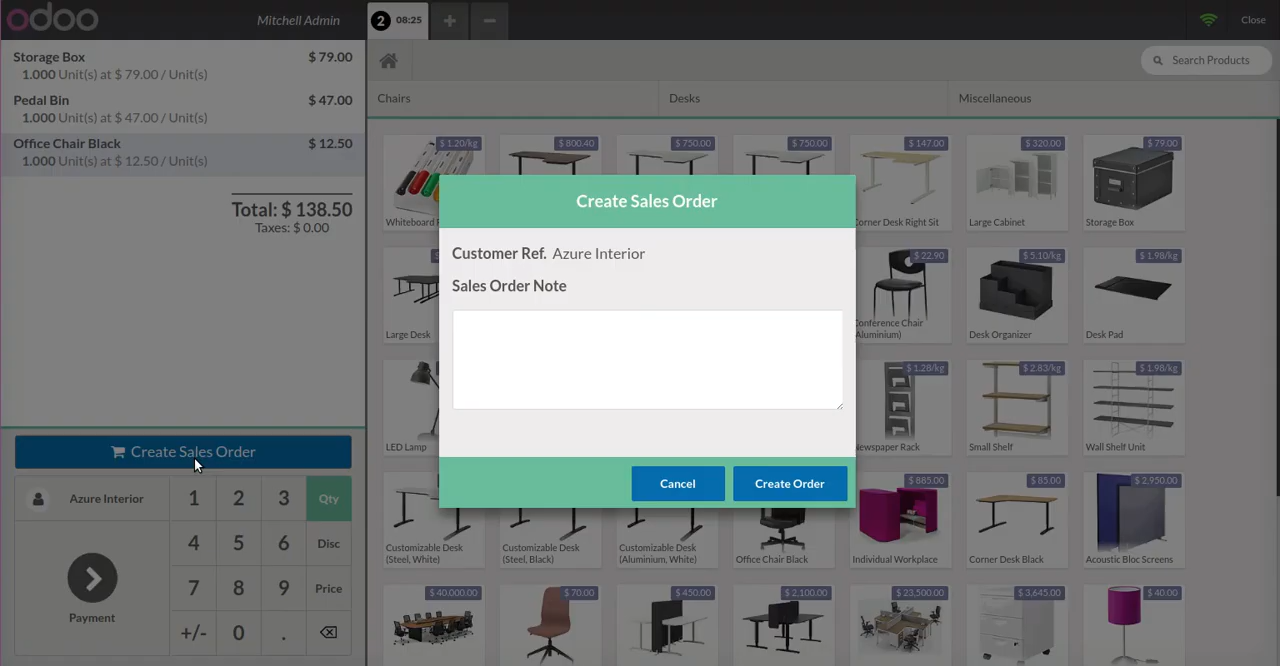 odoo
Mitchell Admin
2 08:25
+
−
Close
Storage Box $ 79.00
1.000 Unit(s) at $ 79.00 / Unit(s)
Pedal Bin $ 47.00
1.000 Unit(s) at $ 47.00 / Unit(s)
Office Chair Black $ 12.50
1.000 Unit(s) at $ 12.50 / Unit(s)
Total: $ 138.50
Taxes: $ 0.00
Create Sales Order
Azure Interior
1 2 3 Qty
4 5 6 Disc
7 8 9 Price
+/- 0 .
Payment
Search Products
Chairs Desks Miscellaneous
$ 1.20/kg $ 800.40 $ 750.00 $ 750.00 $ 147.00 $ 320.00 $ 79.00
Whiteboard Corner Desk Right Sit Large Cabinet Storage Box
$ 22.90 $ 5.10/kg $ 1.98/kg
Large Desk Conference Chair (Aluminium) Desk Organizer Desk Pad
$ 1.28/kg $ 2.83/kg $ 1.98/kg
LED Lamp Newspaper Rack Small Shelf Wall Shelf Unit
$ 885.00 $ 85.00 $ 2,950.00
Customizable Desk (Steel, White) Customizable Desk (Steel, Black) Customizable Desk (Aluminium, White) Office Chair Black Individual Workplace Corner Desk Black Acoustic Bloc Screens
$ 40,000.00 $ 70.00 $ 450.00 $ 2,100.00 $ 23,500.00 $ 3,645.00 $ 40.00
Create Sales Order
Customer Ref. Azure Interior
Sales Order Note
Cancel
Create Order